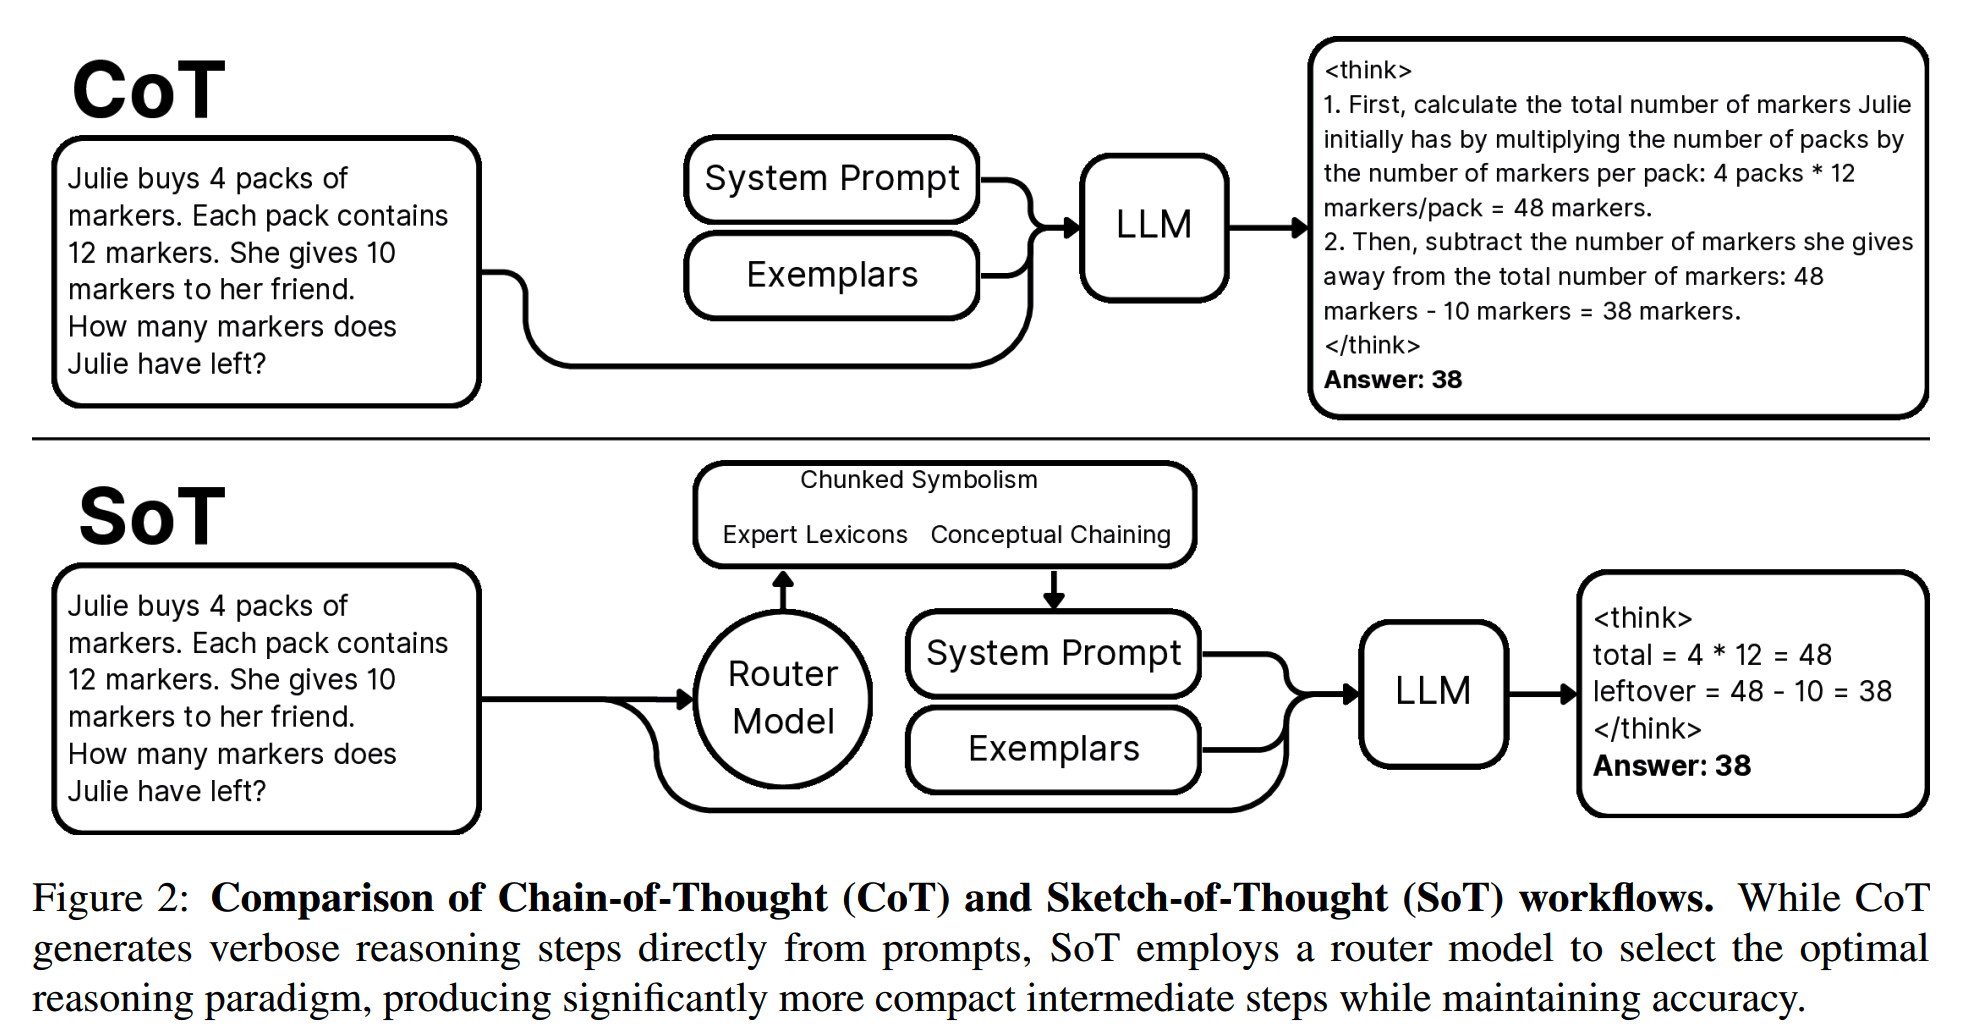 CoT
Julie buys 4 packs of
markers. Each pack contains
12 markers. She gives 10
markers to her friend.
How many markers does
Julie have left?
System Prompt
Exemplars
LLM
<think>
1. First, calculate the total number of markers Julie
initially has by multiplying the number of packs by
the number of markers per pack: 4 packs * 12
markers/pack = 48 markers.
2. Then, subtract the number of markers she gives
away from the total number of markers: 48
markers - 10 markers = 38 markers.
</think>
Answer: 38
SoT
Julie buys 4 packs of
markers. Each pack contains
12 markers. She gives 10
markers to her friend.
How many markers does
Julie have left?
Chunked Symbolism
Expert Lexicons Conceptual Chaining
Router
Model
System Prompt
Exemplars
LLM
<think>
total = 4 * 12 = 48
leftover = 48 - 10 = 38
</think>
Answer: 38
Figure 2: Comparison of Chain-of-Thought (CoT) and Sketch-of-Thought (SoT) workflows. While CoT
generates verbose reasoning steps directly from prompts, SoT employs a router model to select the optimal
reasoning paradigm, producing significantly more compact intermediate steps while maintaining accuracy.